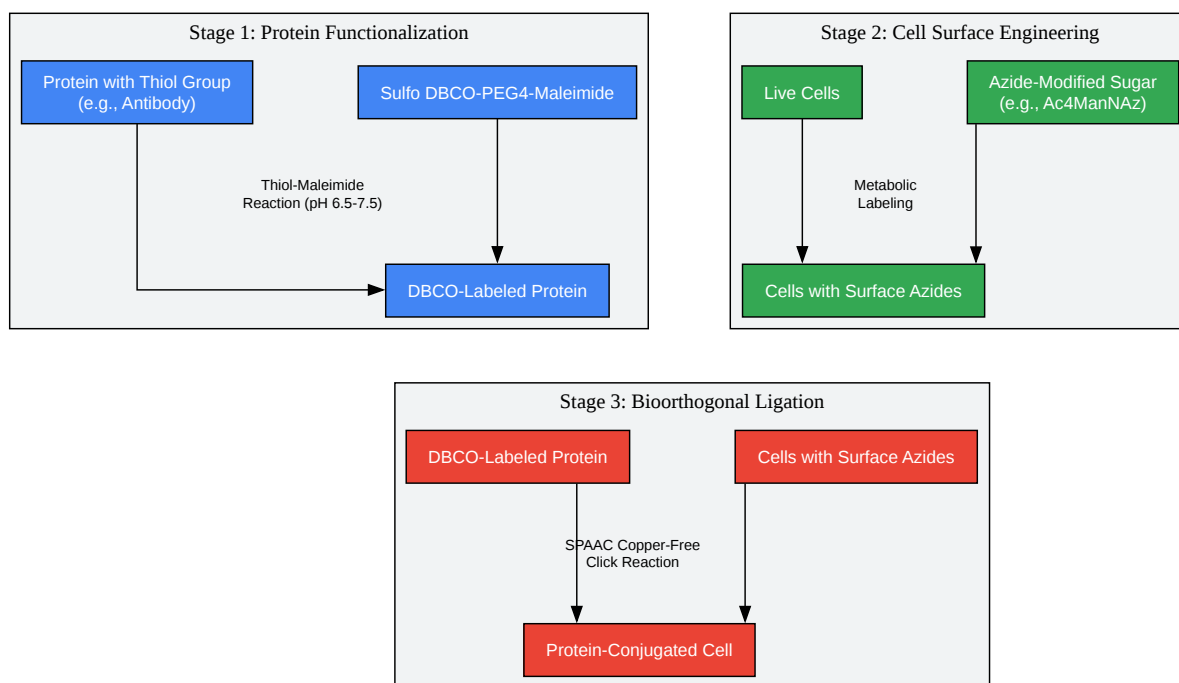 Stage 1: Protein Functionalization
Protein with Thiol Group
(e.g., Antibody)
Sulfo DBCO-PEG4-Maleimide
Thiol-Maleimide
Reaction (pH 6.5-7.5)
DBCO-Labeled Protein
Stage 2: Cell Surface Engineering
Live Cells
Azide-Modified Sugar
(e.g., Ac4ManNAz)
Metabolic
Labeling
Cells with Surface Azides
Stage 3: Bioorthogonal Ligation
DBCO-Labeled Protein
Cells with Surface Azides
SPAAC Copper-Free
Click Reaction
Protein-Conjugated Cell